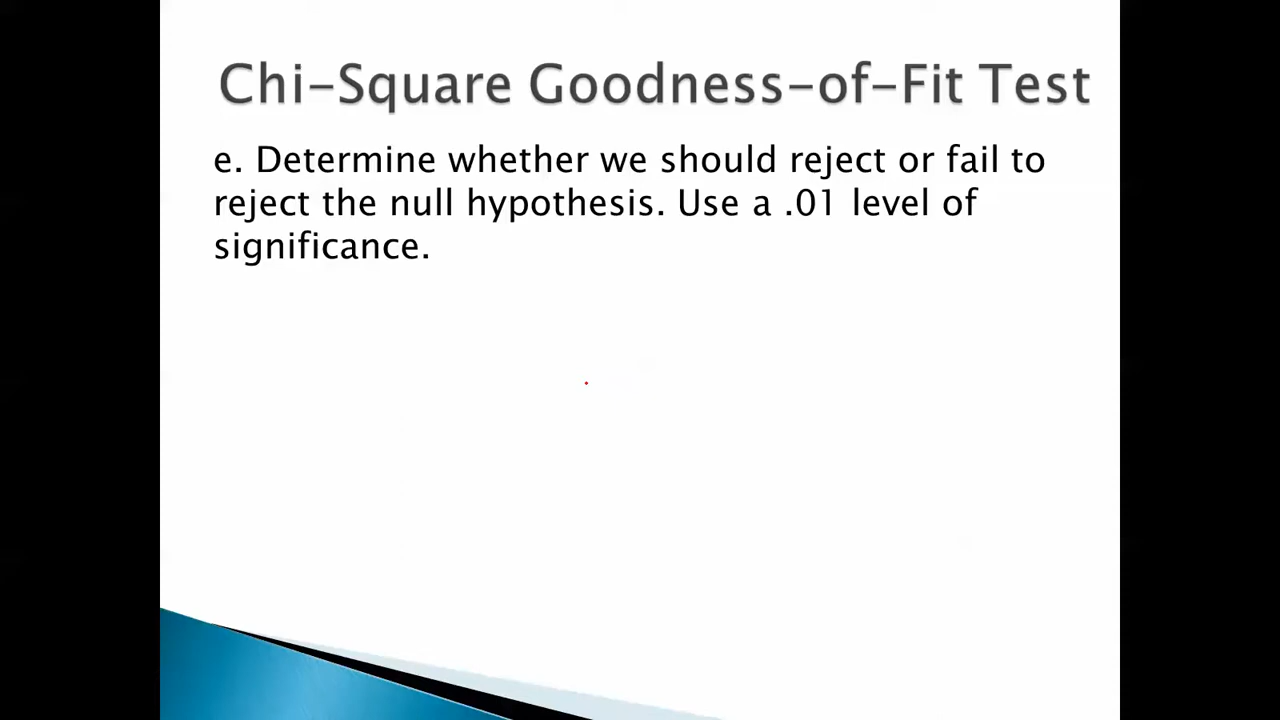 Chi-Square Goodness-of-Fit Test
e. Determine whether we should reject or fail to
reject the null hypothesis. Use a .01 level of
significance.